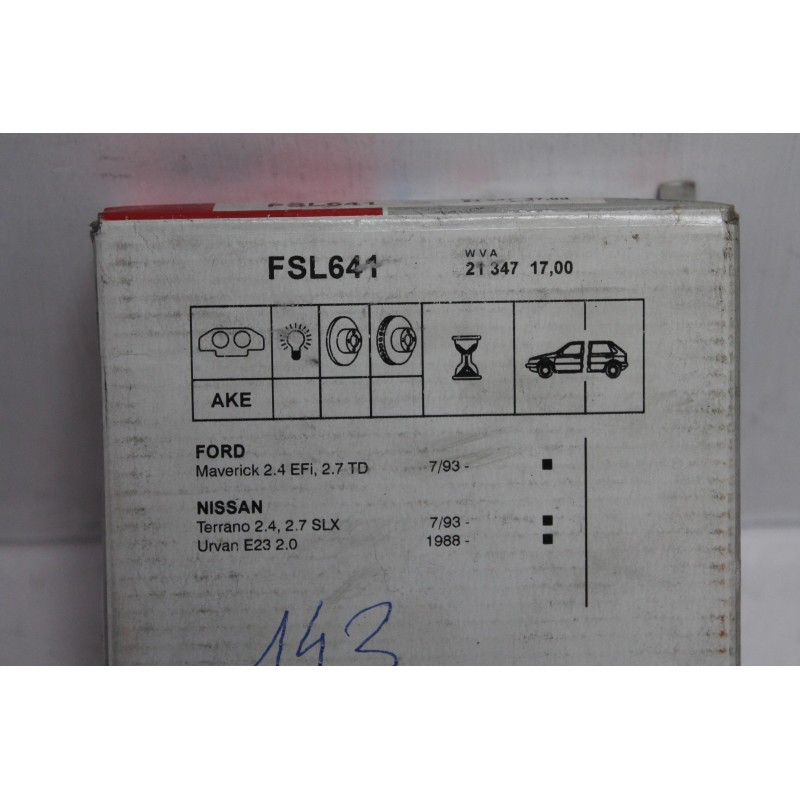 FSL641
FSL641
WVA
21 347 17,00
AKE
FORD
Maverick 2.4 EFi, 2.7 TD 7/93 - ■
NISSAN
Terrano 2.4, 2.7 SLX 7/93 - ■
Urvan E23 2.0 1988 - ■
143